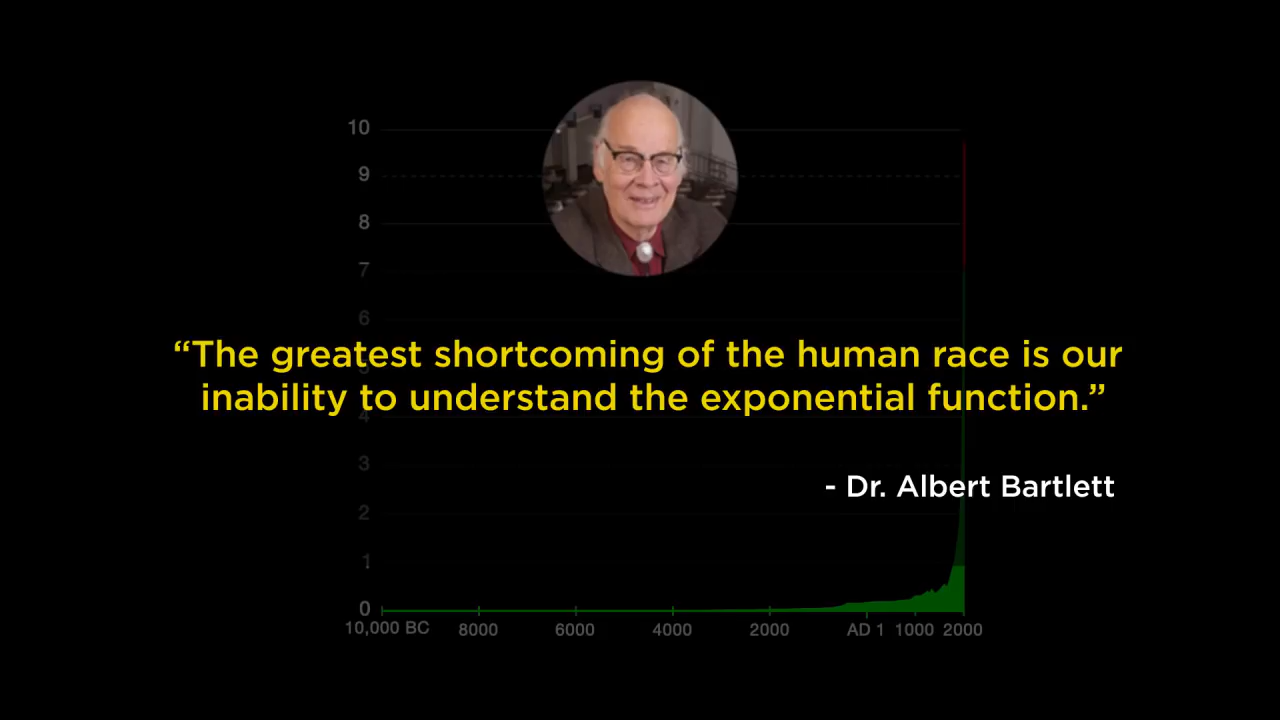 10
9
8
7
6
“The greatest shortcoming of the human race is our
inability to understand the exponential function.”
4
3
- Dr. Albert Bartlett
2
1
0
10,000 BC 8000 6000 4000 2000 AD 1 1000 2000